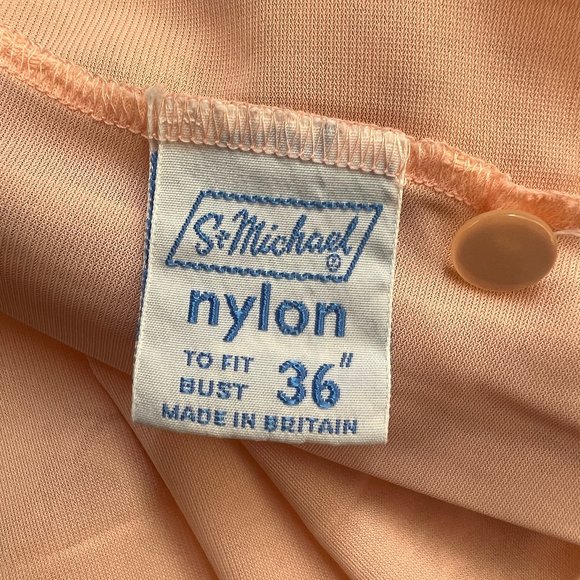 St Michael ®
nylon
TO FIT
BUST 36"
MADE IN BRITAIN